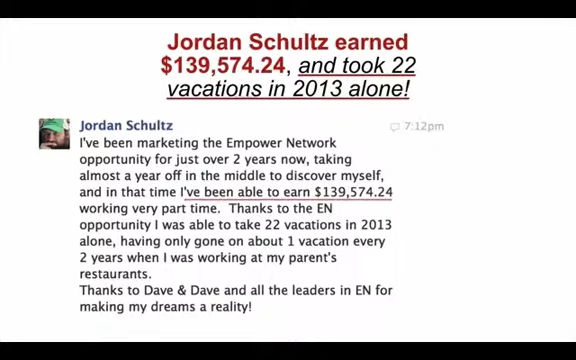 Jordan Schultz earned
$139,574.24, and took 22
vacations in 2013 alone!
Jordan Schultz
7:12pm
I've been marketing the Empower Network
opportunity for just over 2 years now, taking
almost a year off in the middle to discover myself,
and in that time I've been able to earn $139,574.24
working very part time. Thanks to the EN
opportunity I was able to take 22 vacations in 2013
alone, having only gone on about 1 vacation every
2 years when I was working at my parent's
restaurants.
Thanks to Dave & Dave and all the leaders in EN for
making my dreams a reality!